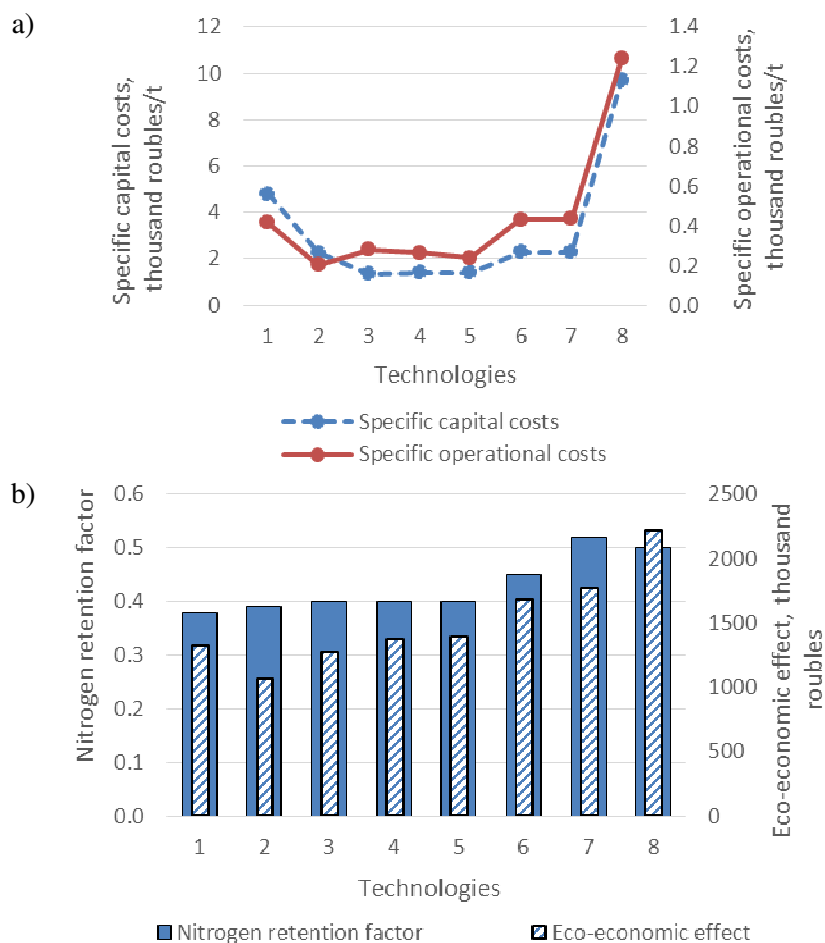 a)
Specific capital costs,
thousand roubles/t
12
10
8
6
4
2
0
1.4
1.2
1.0
0.8
0.6
0.4
0.2
0.0
Specific operational costs,
thousand roubles/t
1 2 3 4 5 6 7 8
Technologies
Specific capital costs
Specific operational costs
b)
Nitrogen retention factor
0.6
0.5
0.4
0.3
0.2
0.1
0.0
2500
2000
1500
1000
500
0
Eco-economic effect, thousand
roubles
1 2 3 4 5 6 7 8
Technologies
Nitrogen retention factor
Eco-economic effect